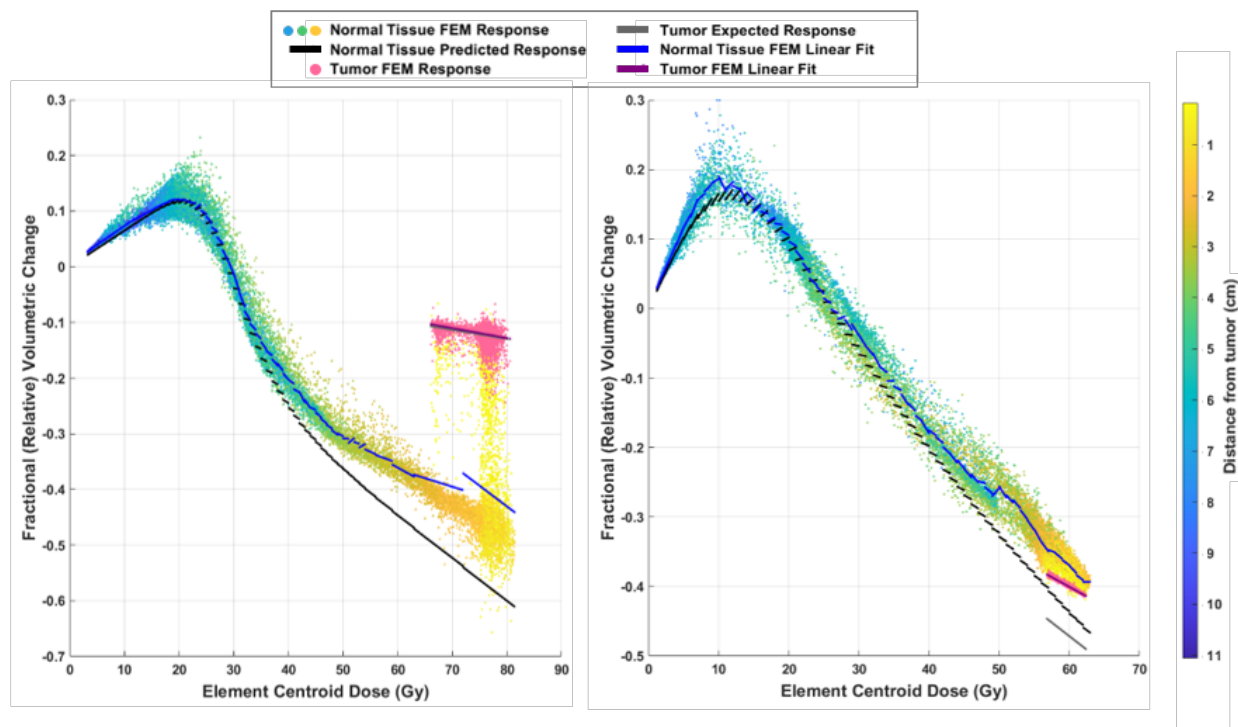 Normal Tissue FEM Response
Normal Tissue Predicted Response
Tumor FEM Response
Tumor Expected Response
Normal Tissue FEM Linear Fit
Tumor FEM Linear Fit
0.3
0.2
0.1
0
-0.1
-0.2
-0.3
-0.4
-0.5
-0.6
-0.7
Fractional (Relative) Volumetric Change
0 10 20 30 40 50 60 70 80 90
Element Centroid Dose (Gy)
0.3
0.2
0.1
0
-0.1
-0.2
-0.3
-0.4
-0.5
Fractional (Relative) Volumetric Change
0 10 20 30 40 50 60 70
Element Centroid Dose (Gy)
1
2
3
4
5
6
7
8
9
10
11
Distance from tumor (cm)